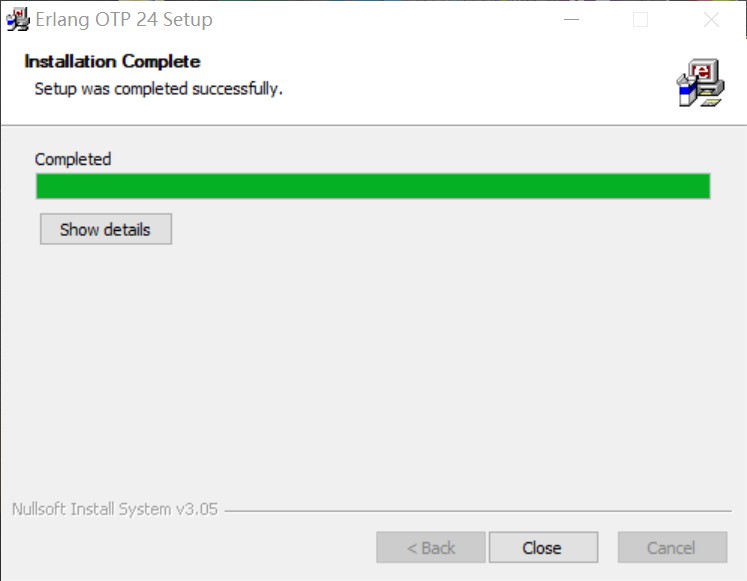 Erlang OTP 24 Setup
Installation Complete
Setup was completed successfully.
Completed
Show details
Nullsoft Install System v3.05
< Back
Close
Cancel